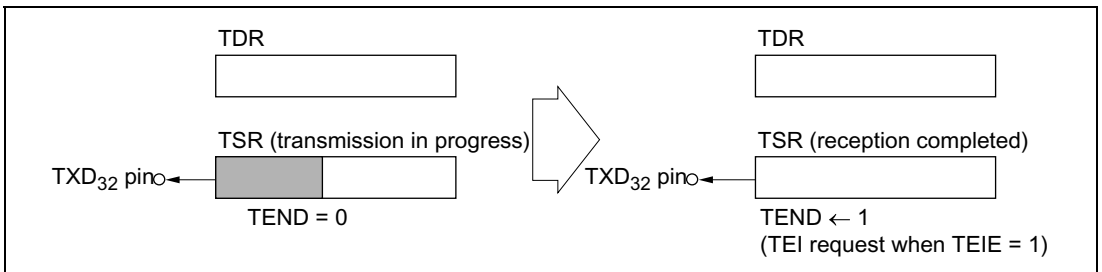 TDR
TSR (transmission in progress)
TXD32 pin
TEND = 0
TDR
TSR (reception completed)
TXD32 pin
TEND ← 1
(TEI request when TEIE = 1)